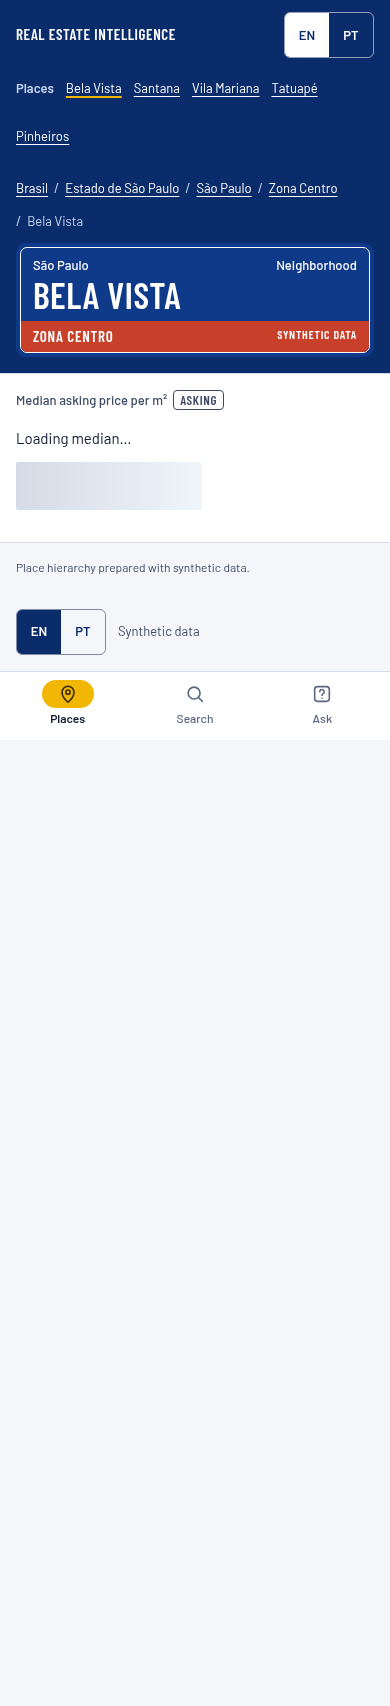 REAL ESTATE INTELLIGENCE
EN PT
Places Bela Vista Santana Vila Mariana Tatuapé
Pinheiros
Brasil / Estado de São Paulo / São Paulo / Zona Centro
/ Bela Vista
São Paulo Neighborhood
BELA VISTA
ZONA CENTRO SYNTHETIC DATA
Median asking price per m² ASKING
Loading median…
Place hierarchy prepared with synthetic data.
EN PT Synthetic data
Places Search Ask